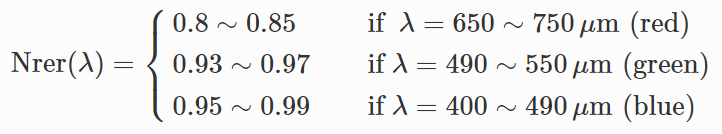 0.8 ∼ 0.85 if λ = 650 ∼ 750 μm (red)
Nrer(λ) = { 0.93 ∼ 0.97 if λ = 490 ∼ 550 μm (green)
0.95 ∼ 0.99 if λ = 400 ∼ 490 μm (blue)